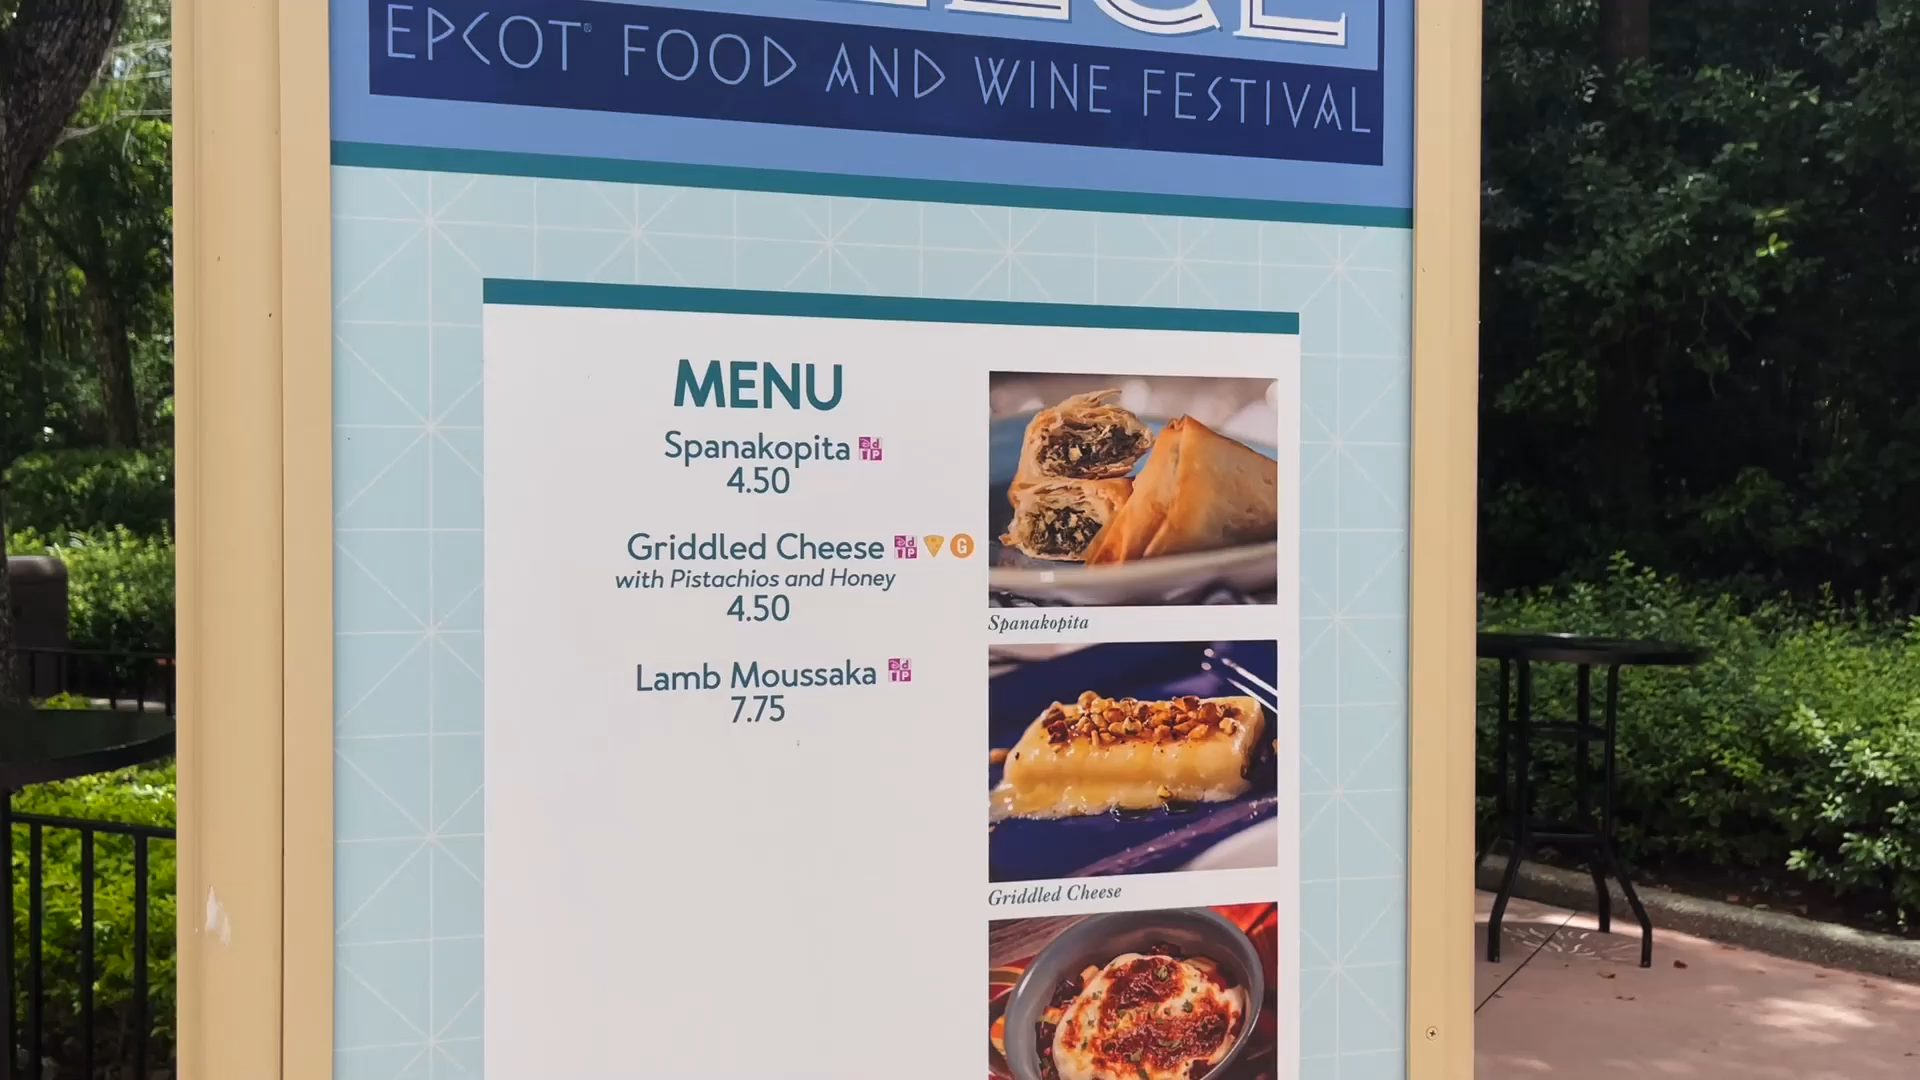 EPCOT® FOOD AND WINE FESTIVAL
MENU
Spanakopita
4.50
Griddled Cheese G
with Pistachios and Honey
4.50
Lamb Moussaka
7.75
Spanakopita
Griddled Cheese